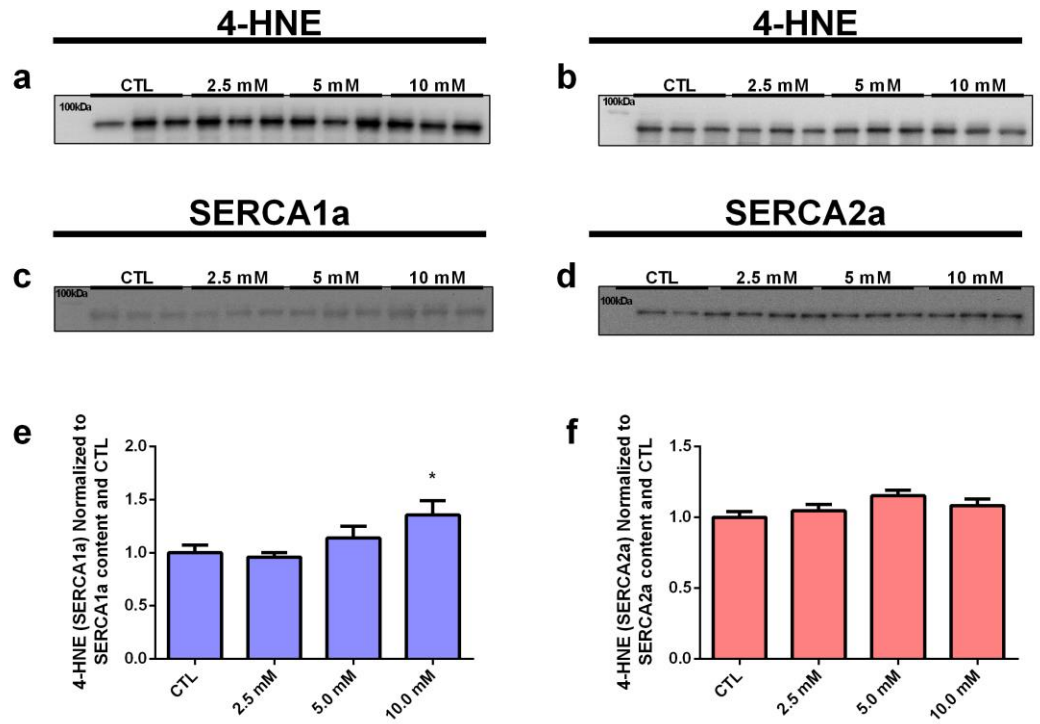 4-HNE
4-HNE
a
CTL 2.5 mM 5 mM 10 mM
100kDa
b
CTL 2.5 mM 5 mM 10 mM
100kDa
SERCA1a
SERCA2a
c
CTL 2.5 mM 5 mM 10 mM
100kDa
d
CTL 2.5 mM 5 mM 10 mM
100kDa
e
4-HNE (SERCA1a) Normalized to
SERCA1a content and CTL
2.0
1.5
1.0
0.5
0.0
*
CTL
2.5 mM
5.0 mM
10.0 mM
f
4-HNE (SERCA2a) Normalized to
SERCA2a content and CTL
1.5
1.0
0.5
0.0
CTL
2.5 mM
5.0 mM
10.0 mM